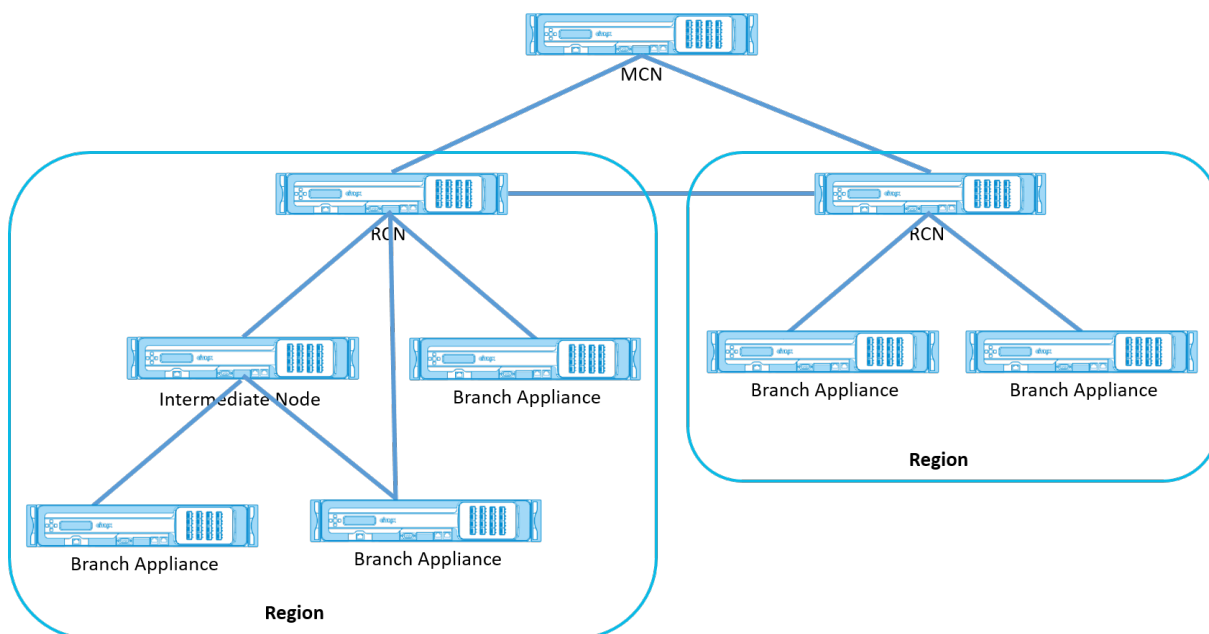 MCN
RCN
RCN
Intermediate Node
Branch Appliance
Branch Appliance
Branch Appliance
Region
Branch Appliance
Branch Appliance
Region